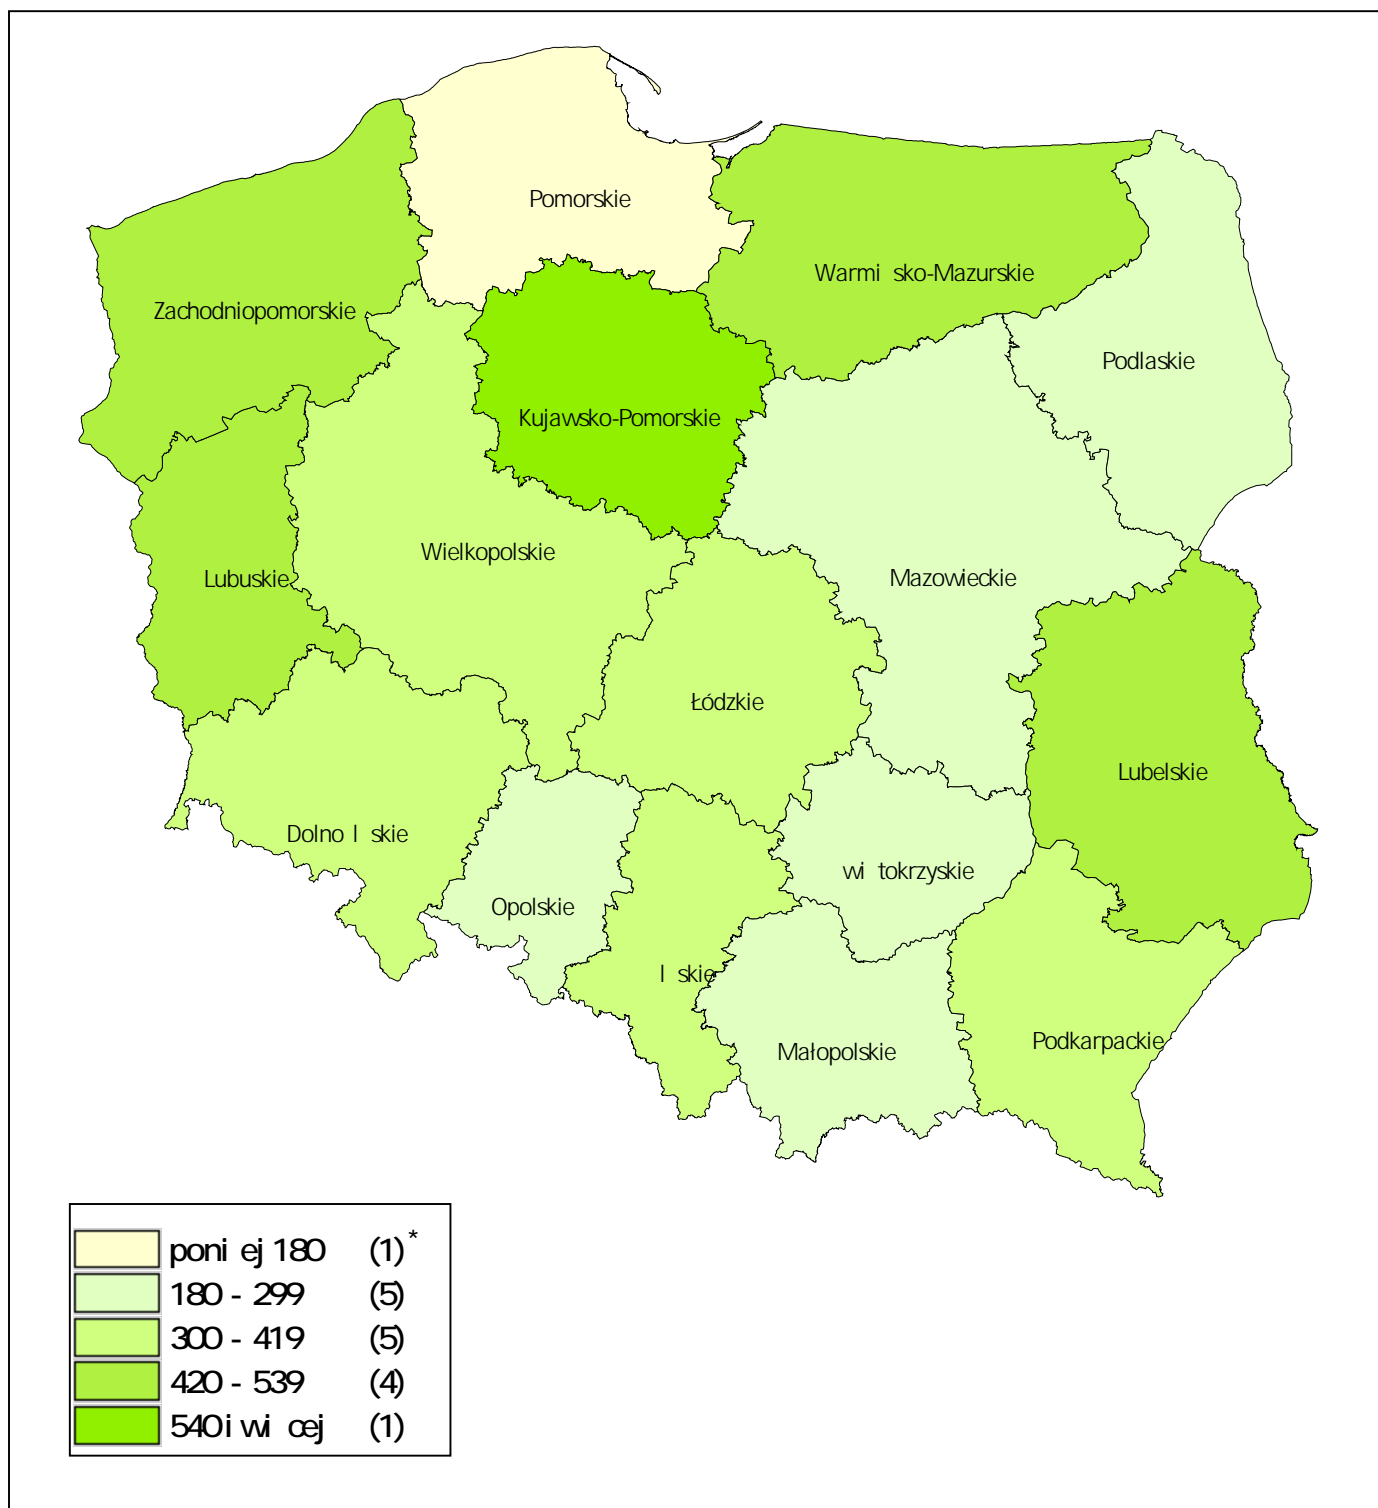 Pomorskie
Warmi sko-Mazurskie
Zachodniopomorskie
Podlaskie
Kujawsko-Pomorskie
Wielkopolskie
Lubuskie
Mazowieckie
Łódzkie
Lubelskie
Dolno l skie
wi tokrzyskie
Opolskie
l skie
Podkarpackie
Małopolskie
poni ej 180 (1)*
180 - 299 (5)
300 - 419 (5)
420 - 539 (4)
540 i wi cej (1)